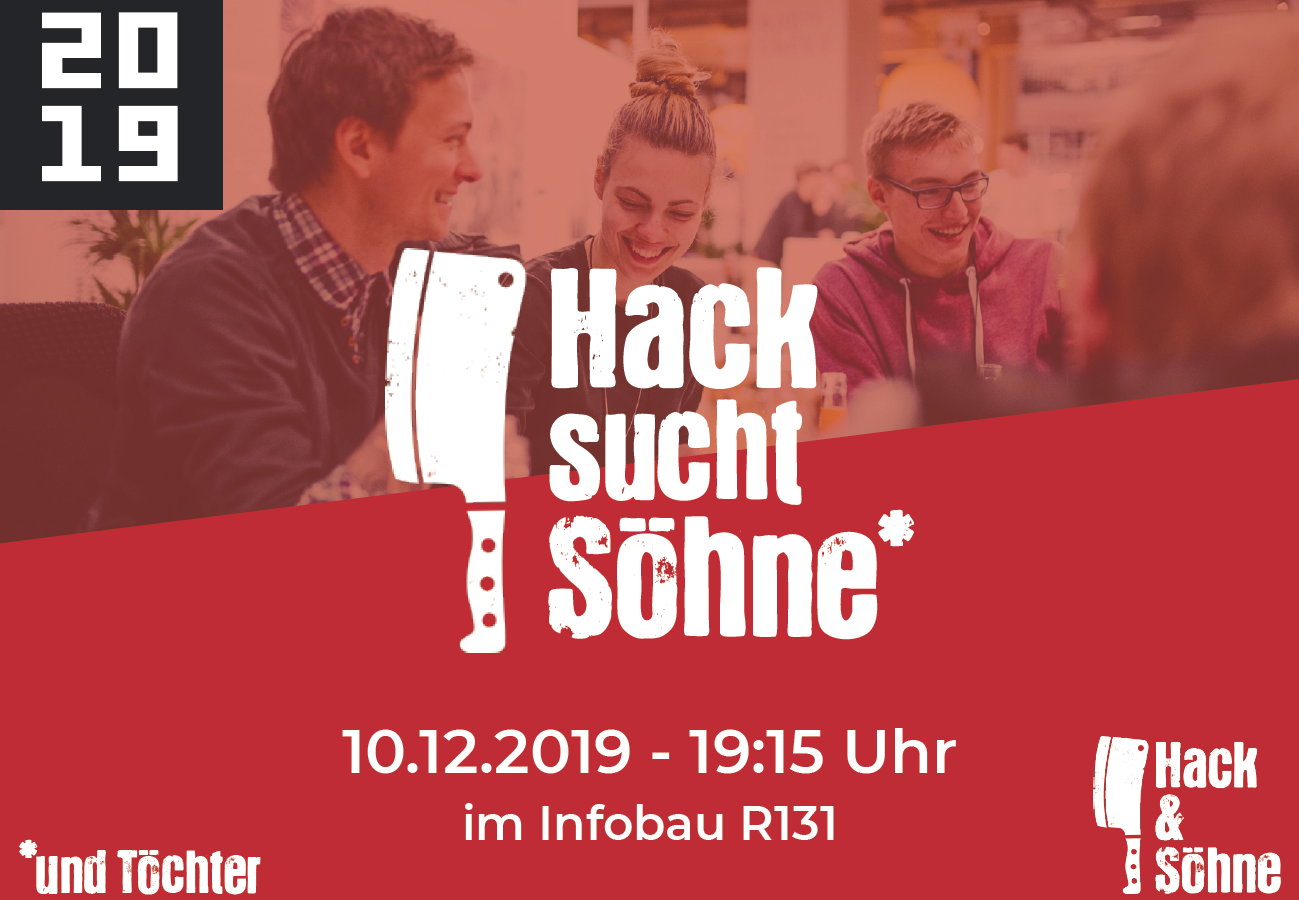 20
19
Hack
sucht
Söhne*
10.12.2019 - 19:15 Uhr
im Infobau R131
*und Töchter
Hack
&
Söhne